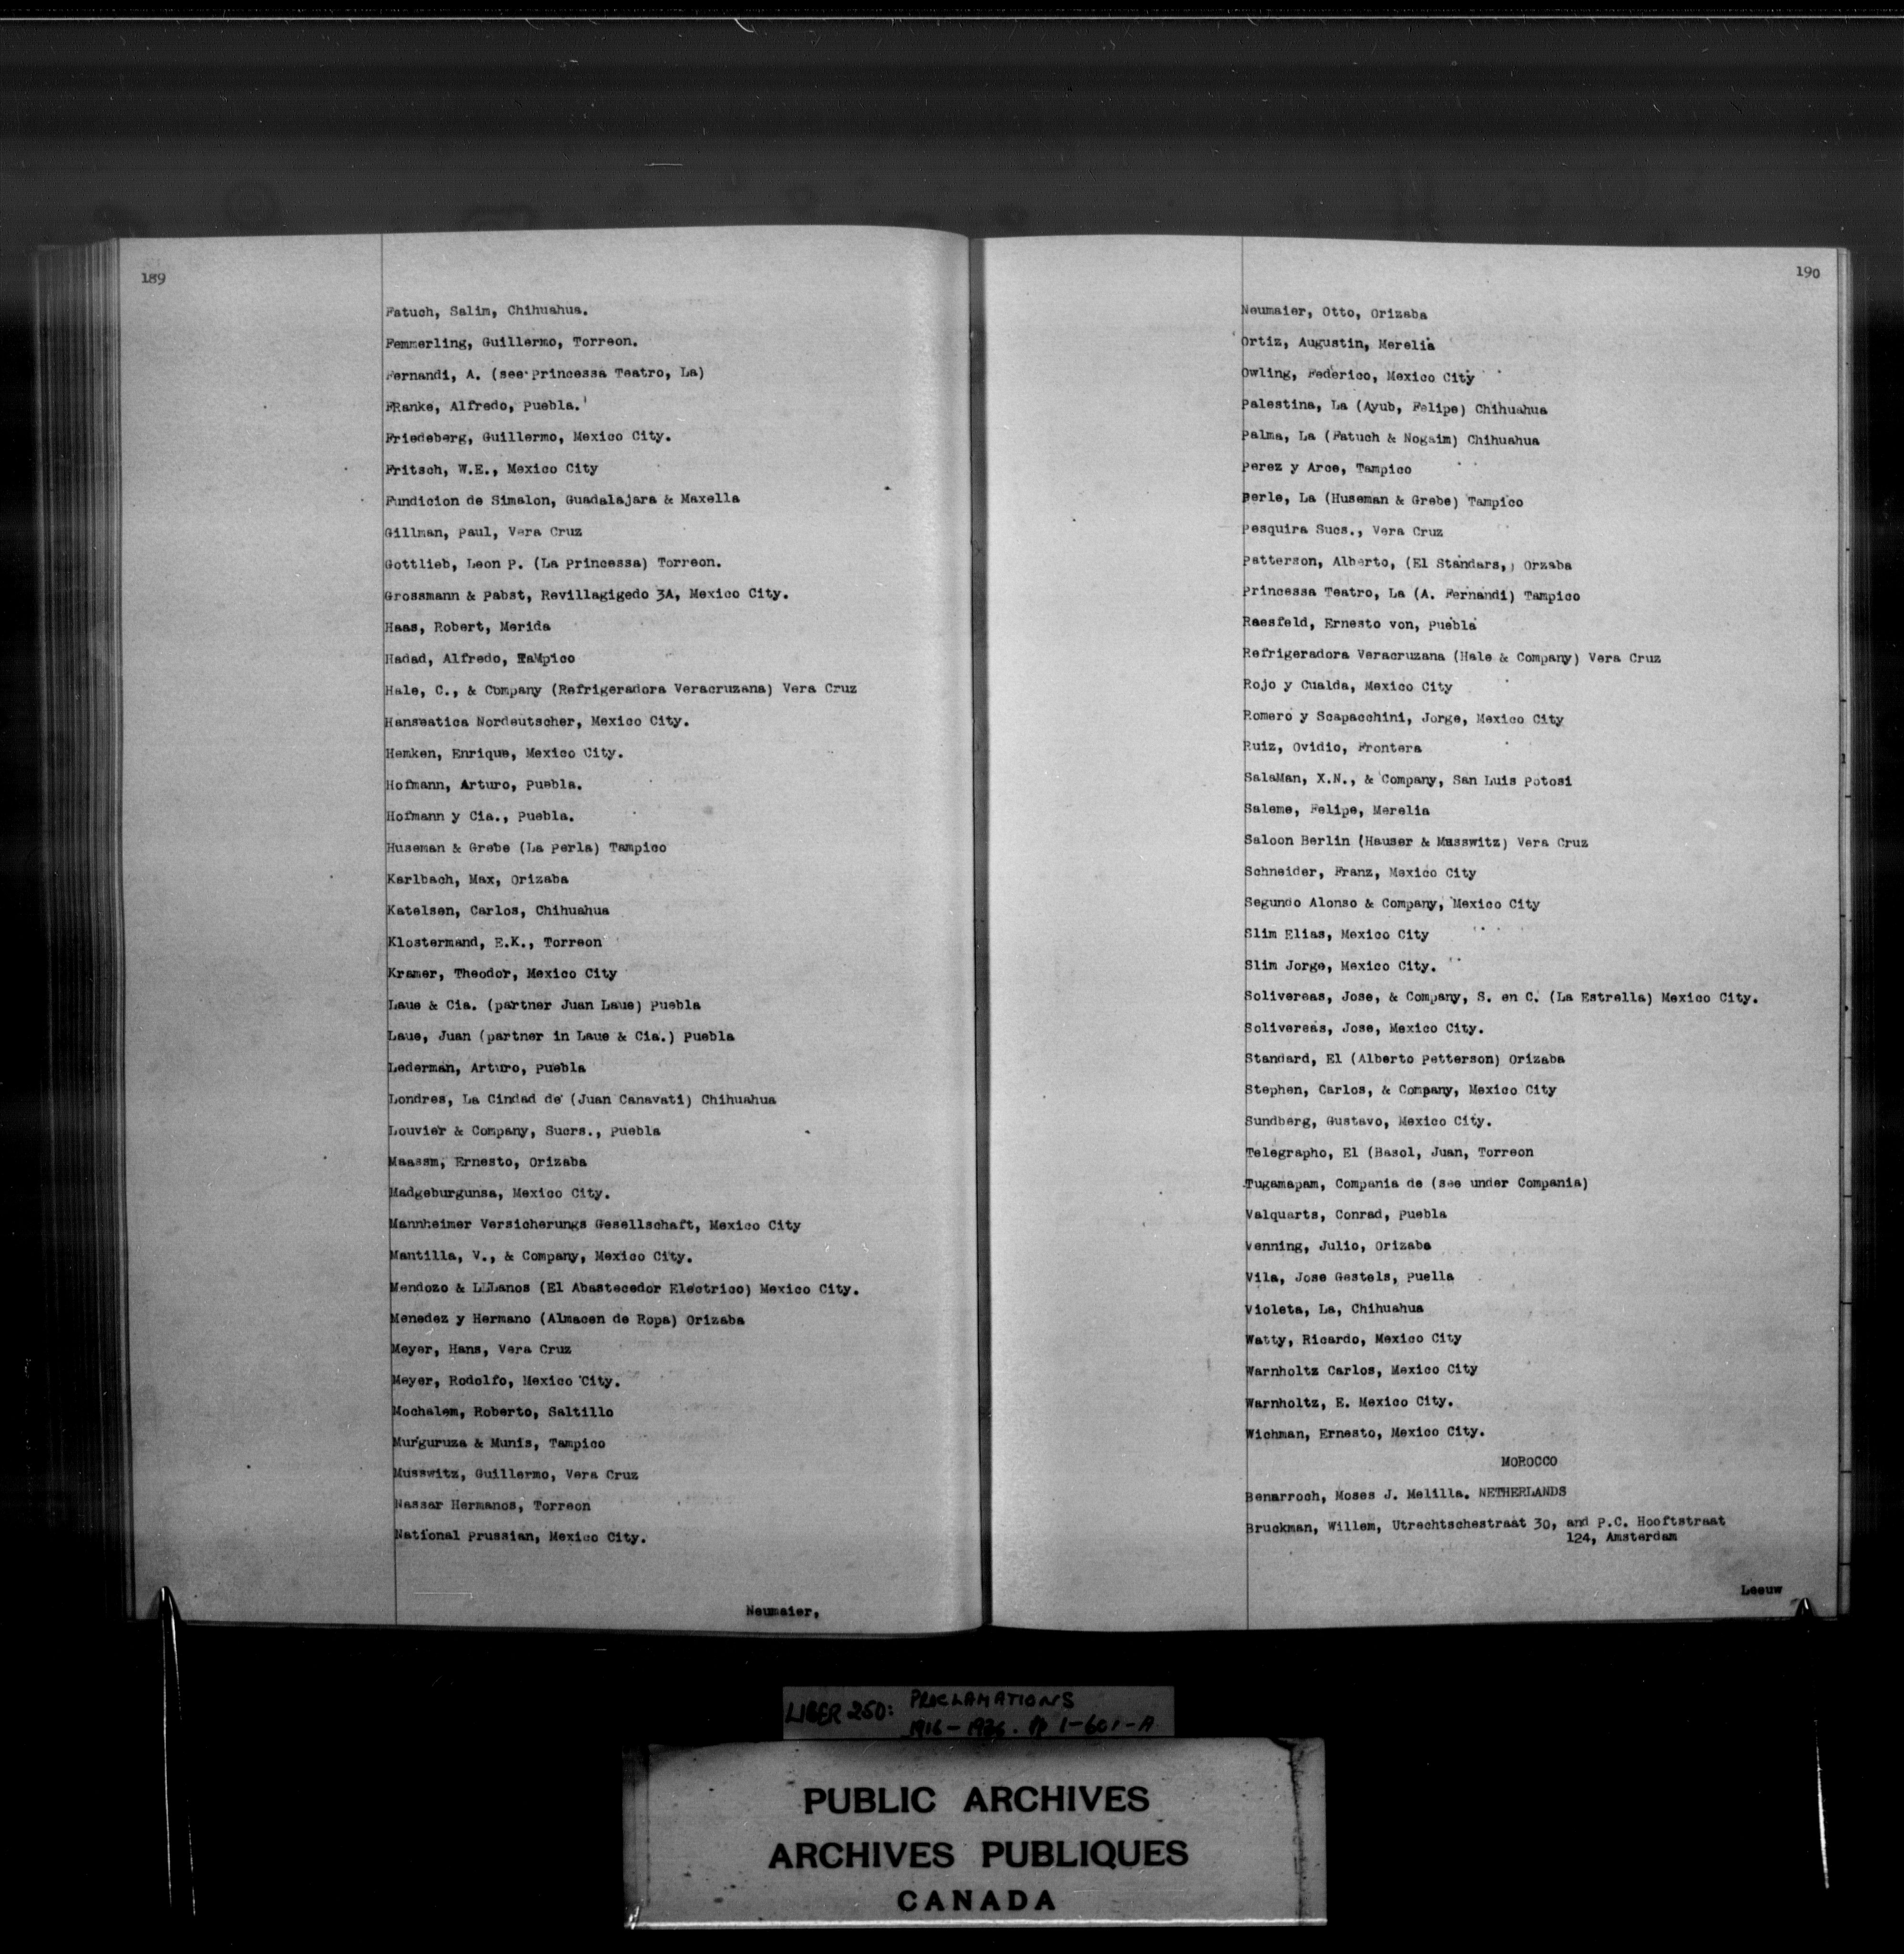 189
Fatuch, Salim, Chihuahua.
Femmerling, Guillermo, Torreon.
Fernandi, A. (see Princessa Teatro, La)
FRanke, Alfredo, Puebla.
Friedeberg, Guillermo, Mexico City.
Fritsch, W.E., Mexico City
Fundicion de Simalon, Guadalajara & Maxella
Gillman, Paul, Vera Cruz
Gottlieb, Leon P. (La Princessa) Torreon.
Grossmann & Pabst, Revillagigedo 3A, Mexico City.
Haas, Robert, Merida
Hadad, Alfredo, TaMpico
Hale, C., & Company (Refrigeradora Veracruzana) Vera Cruz
Hanseatica Nordeutscher, Mexico City.
Hemken, Enrique, Mexico City.
Hofmann, Arturo, Puebla.
Hofmann y Cia., Puebla.
Huseman & Grebe (La Perla) Tampico
Karlbach, Max, Orizaba
Katelsen, Carlos, Chihuahua
Klostermand, E.K., Torreon
Kramer, Theodor, Mexico City
Laue & Cia. (partner Juan Laue) Puebla
Laue, Juan (partner in Laue & Cia.) Puebla
Lederman, Arturo, Puebla
Londres, La Cindad de (Juan Canavati) Chihuahua
Louvier & Company, Sucrs., Puebla
Maassm, Ernesto, Orizaba
Madgeburgunsa, Mexico City.
Mannheimer Versicherungs Gesellschaft, Mexico City
Mantilla, V., & Company, Mexico City.
Mendozo & LLLanos (El Abastecedor Electrico) Mexico City.
Menedez y Hermano (Almacen de Ropa) Orizaba
Meyer, Hans, Vera Cruz
Meyer, Rodolfo, Mexico City.
Mochalem, Roberto, Saltillo
Murguruza & Munis, Tampico
Musswitz, Guillermo, Vera Cruz
Nasser Hermanos, Torreon
National Prussian, Mexico City.
Neumaier,
190
Neumaier, Otto, Orizaba
Ortiz, Augustin, Merelia
Owling, Federico, Mexico City
Palestina, La (Ayub, Felipe) Chihuahua
Palma, La (Fatuch & Nogaim) Chihuahua
Perez y Arce, Tampico
Perle, La (Huseman & Grebe) Tampico
Pesquira Sucs., Vera Cruz
Patterson, Alberto, (El Standars,) Orzaba
Princessa Teatro, La (A. Fernandi) Tampico
Raesfeld, Ernesto von, Puebla
Refrigeradora Veracruzana (Hale & Company) Vera Cruz
Rojo y Cualda, Mexico City
Romero y Scapacchini, Jorge, Mexico City
Ruiz, Ovidio, Frontera
SalaMan, X.N., & Company, San Luis Potosi
Saleme, Felipe, Merelia
Saloon Berlin (Hauser & Musswitz) Vera Cruz
Schneider, Franz, Mexico City
Segundo Alonso & Company, Mexico City
Slim Elias, Mexico City
Slim Jorge, Mexico City.
Solivereas, Jose, & Company, S. en C. (La Estrella) Mexico City.
Solivereas, Jose, Mexico City.
Standard, El (Alberto Petterson) Orizaba
Stephen, Carlos, & Company, Mexico City
Sundberg, Gustavo, Mexico City.
Telegrapho, El (Basol, Juan, Torreon
Tugamapam, Compania de (see under Compania)
Valquarts, Conrad, Puebla
Venning, Julio, Orizaba
Vila, Jose Gestels, Puella
Violeta, La, Chihuahua
Watty, Ricardo, Mexico City
Warnholtz Carlos, Mexico City
Warnholtz, E. Mexico City.
Wichman, Ernesto, Mexico City.
MOROCCO
Benarroch, Moses J. Melilla. NETHERLANDS
Bruckman, Willem, Utrechtschestraat 30, and P.C. Hooftstraat
124, Amsterdam
Leeuw
LIBER 250: PROCLAMATIONS
1916-1926. pp 1-601-A
PUBLIC ARCHIVES
ARCHIVES PUBLIQUES
CANADA